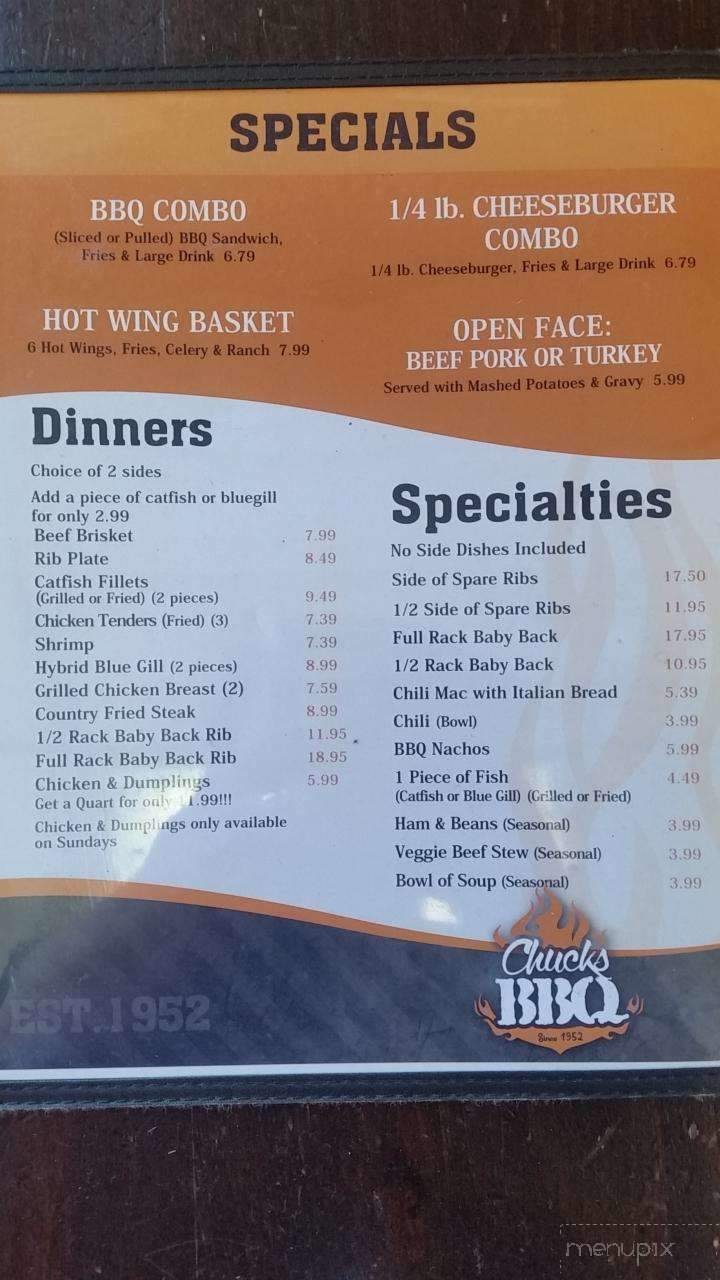 SPECIALS
BBQ COMBO
(Sliced or Pulled) BBQ Sandwich,
Fries & Large Drink 6.79
1/4 lb. CHEESEBURGER
COMBO
1/4 lb. Cheeseburger, Fries & Large Drink 6.79
HOT WING BASKET
6 Hot Wings, Fries, Celery & Ranch 7.99
OPEN FACE:
BEEF PORK OR TURKEY
Served with Mashed Potatoes & Gravy 5.99
Dinners
Choice of 2 sides
Add a piece of catfish or bluegill
for only 2.99
Beef Brisket 7.99
Rib Plate 8.49
Catfish Fillets
(Grilled or Fried) (2 pieces) 9.49
Chicken Tenders (Fried) (3) 7.39
Shrimp 7.39
Hybrid Blue Gill (2 pieces) 8.99
Grilled Chicken Breast (2) 7.59
Country Fried Steak 8.99
1/2 Rack Baby Back Rib 11.95
Full Rack Baby Back Rib 18.95
Chicken & Dumplings 5.99
Get a Quart for only 11.99!!!
Chicken & Dumplings only available
on Sundays
Specialties
No Side Dishes Included
Side of Spare Ribs 17.50
1/2 Side of Spare Ribs 11.95
Full Rack Baby Back 17.95
1/2 Rack Baby Back 10.95
Chili Mac with Italian Bread 5.39
Chili (Bowl) 3.99
BBQ Nachos 5.99
1 Piece of Fish 4.49
(Catfish or Blue Gill) (Grilled or Fried)
Ham & Beans (Seasonal) 3.99
Veggie Beef Stew (Seasonal) 3.99
Bowl of Soup (Seasonal) 3.99
EST.1952
Chucks
BBQ
Since 1952
menupix